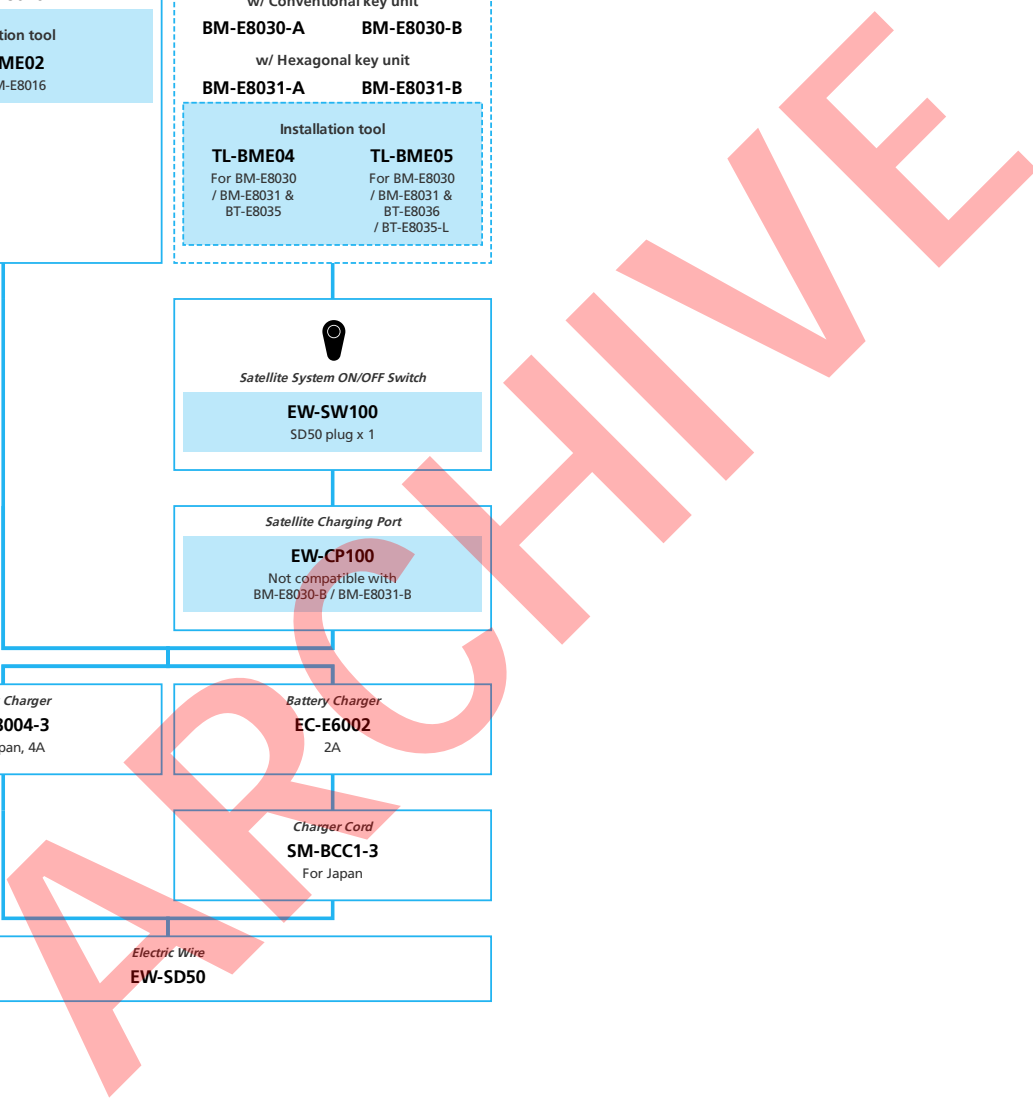 tion tool
ME02
M-E8016
w/ Conventional key unit
BM-E8030-A BM-E8030-B
w/ Hexagonal key unit
BM-E8031-A BM-E8031-B
Installation tool
TL-BME04 TL-BME05
For BM-E8030 For BM-E8030
/ BM-E8031 & / BM-E8031 &
BT-E8035 BT-E8036
/ BT-E8035-L
Satellite System ON/OFF Switch
EW-SW100
SD50 plug x 1
Satellite Charging Port
EW-CP100
Not compatible with
BM-E8030-B / BM-E8031-B
Charger
8004-3
pan, 4A
Battery Charger
EC-E6002
2A
Charger Cord
SM-BCC1-3
For Japan
Electric Wire
EW-SD50
ARCHIVE